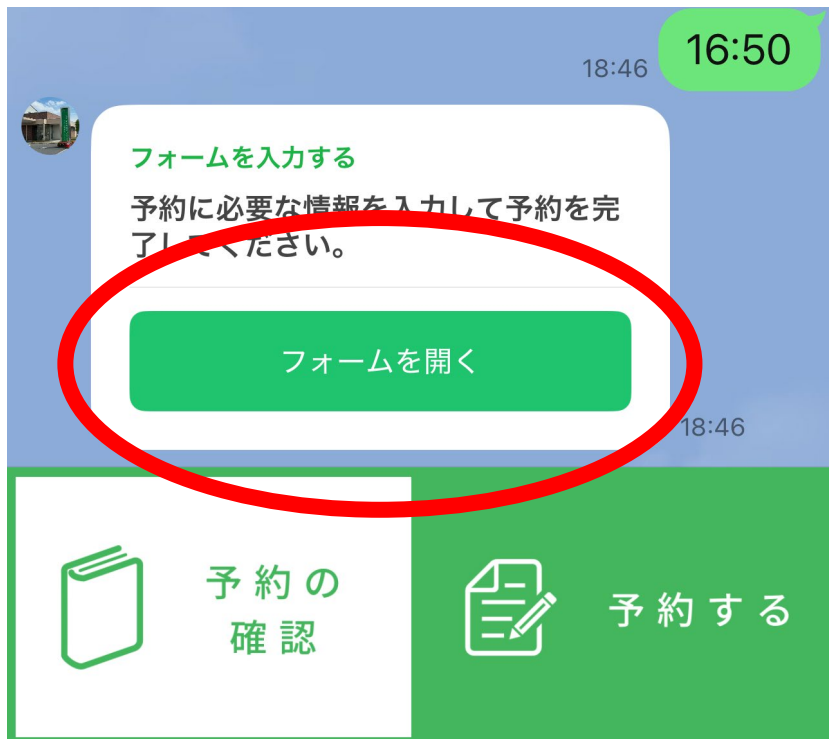 16:50
18:46
フォームを入力する
予約に必要な情報を入力して予約を完
了してください。
フォームを開く
18:46
予約の
確認
予約する